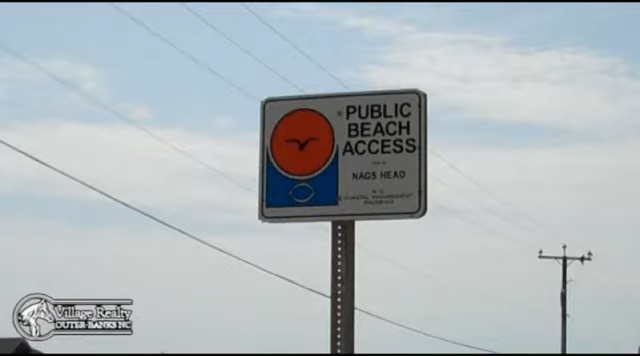 PUBLIC
BEACH
ACCESS
NAGS HEAD
N.C.
Village Realty
OUTER BANKS NC